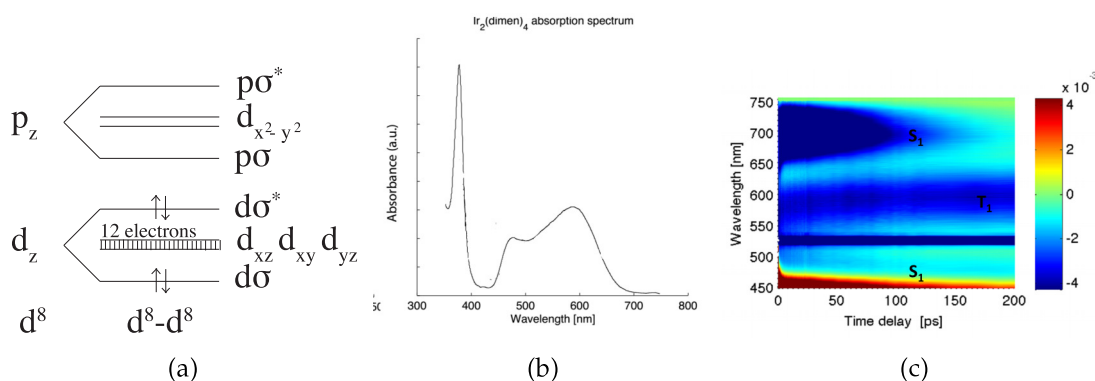 pσ*
p_z
d_x²-y²
pσ
dσ*
12 electrons
d_z
d_xz d_xy d_yz
dσ
d⁸
d⁸-d⁸
(a)
Ir₂(dimen)₄ absorption spectrum
Absorbance (a.u.)
50
300 400 500 600 700 800
Wavelength [nm]
(b)
x 10⁻³
750
700
650
600
550
500
450
Wavelength [nm]
S₁
T₁
S₁
0 50 100 150 200
Time delay [ps]
4
2
0
-2
-4
(c)